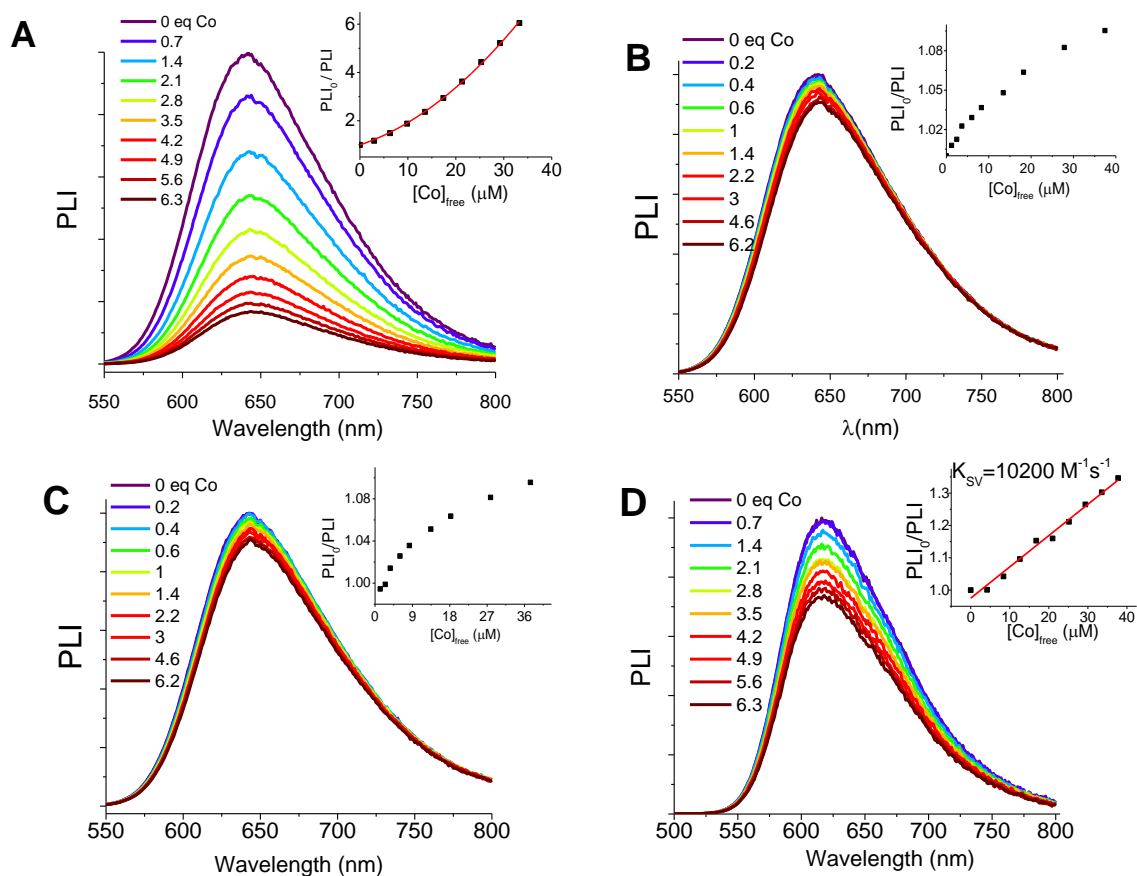 A
0 eq Co
0.7
1.4
2.1
2.8
3.5
4.2
4.9
5.6
6.3
PLI
550 600 650 700 750 800
Wavelength (nm)
PLI0 / PLI
6
4
2
0 10 20 30 40
[Co]free (μM)
B
0 eq Co
0.2
0.4
0.6
1
1.4
2.2
3
4.6
6.2
PLI
550 600 650 700 750 800
λ(nm)
PLI0/PLI
1.08
1.05
1.02
0 10 20 30 40
[Co]free (μM)
C
0 eq Co
0.2
0.4
0.6
1
1.4
2.2
3
4.6
6.2
PLI
550 600 650 700 750 800
Wavelength (nm)
PLI0/PLI
1.08
1.04
1.00
0 9 18 27 36
[Co]free (μM)
D
0 eq Co
0.7
1.4
2.1
2.8
3.5
4.2
4.9
5.6
6.3
PLI
500 550 600 650 700 750 800
Wavelength (nm)
KSV=10200 M-1s-1
PLI0/PLI
1.3
1.2
1.1
1.0
0 10 20 30 40
[Co]free (μM)